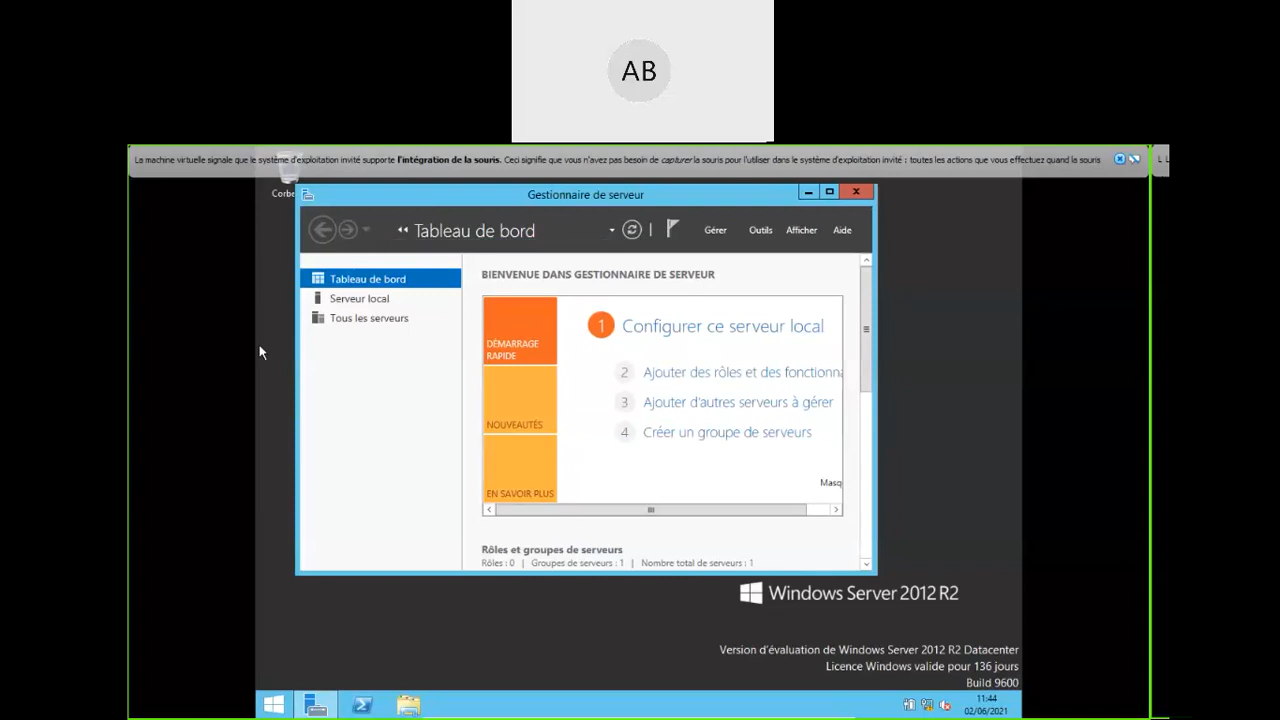 AB
La machine virtuelle signale que le système d'exploitation invité supporte l'intégration de la souris. Ceci signifie que vous n'avez pas besoin de capturer la souris pour l'utiliser dans le système d'exploitation invité ; toutes les actions que vous effectuez quand la souris
Corbe
Gestionnaire de serveur
Tableau de bord
Gérer
Outils
Afficher
Aide
Tableau de bord
Serveur local
Tous les serveurs
BIENVENUE DANS GESTIONNAIRE DE SERVEUR
DÉMARRAGE
RAPIDE
NOUVEAUTÉS
EN SAVOIR PLUS
1 Configurer ce serveur local
2 Ajouter des rôles et des fonctionna
3 Ajouter d'autres serveurs à gérer
4 Créer un groupe de serveurs
Masq
Rôles et groupes de serveurs
Rôles : 0 | Groupes de serveurs : 1 | Nombre total de serveurs : 1
Windows Server 2012 R2
Version d'évaluation de Windows Server 2012 R2 Datacenter
Licence Windows valide pour 136 jours
Build 9600
11:44
02/06/2021